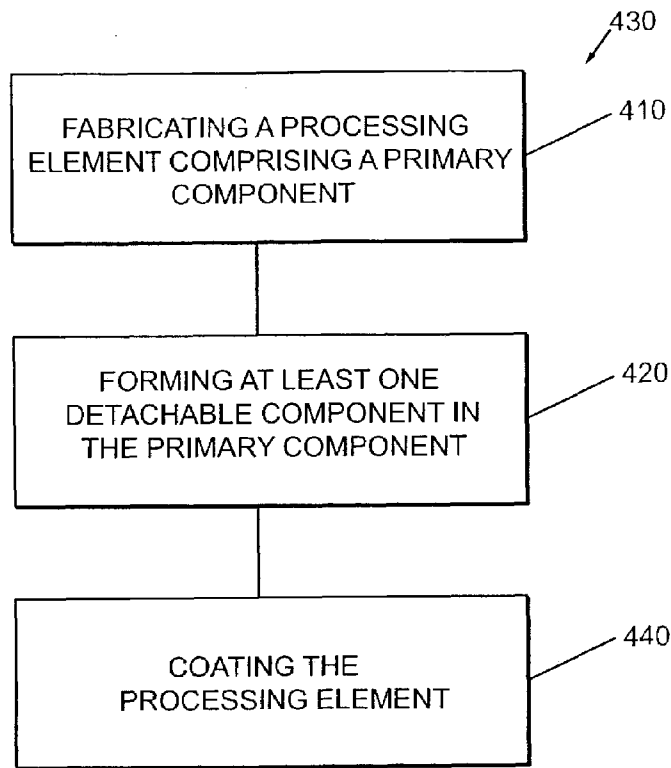 430
FABRICATING A PROCESSING
ELEMENT COMPRISING A PRIMARY
COMPONENT
410
FORMING AT LEAST ONE
DETACHABLE COMPONENT IN
THE PRIMARY COMPONENT
420
COATING THE
PROCESSING ELEMENT
440